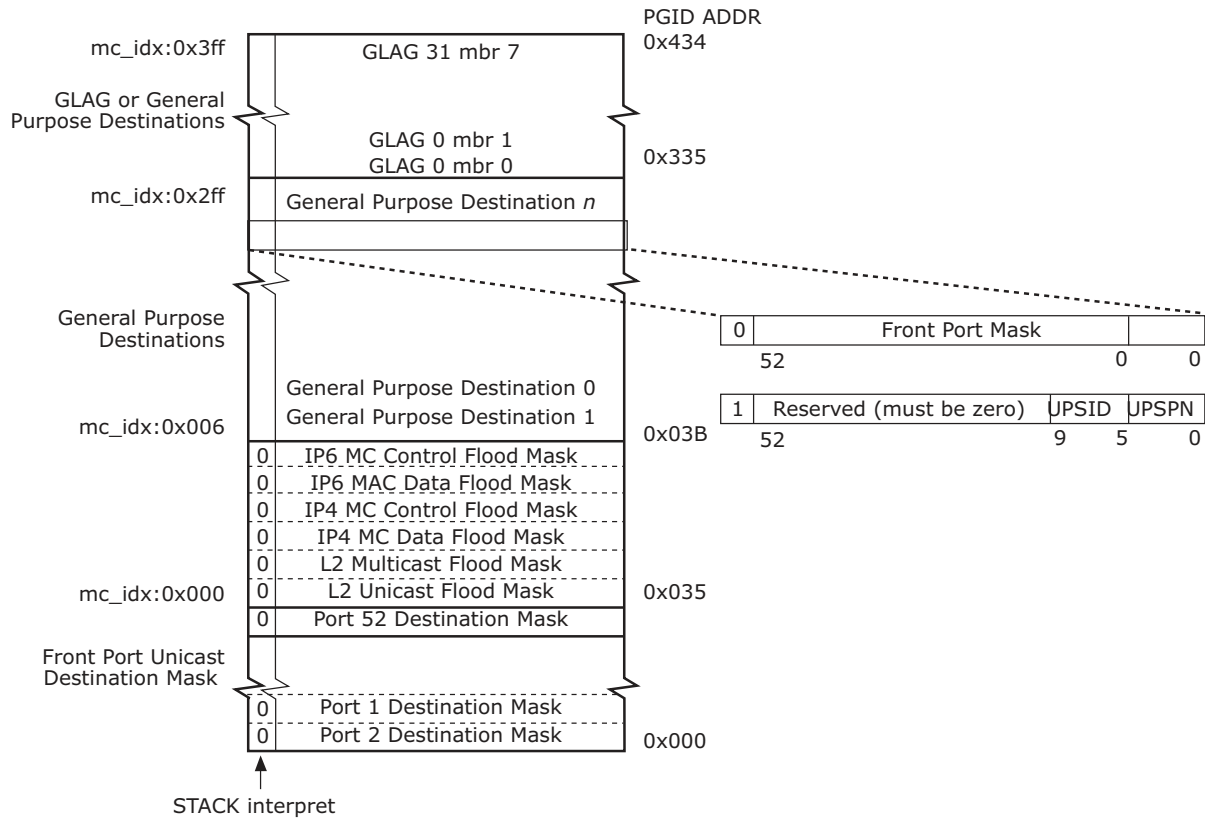 PGID ADDR
mc_idx:0x3ff
GLAG 31 mbr 7
0x434
GLAG or General
Purpose Destinations
GLAG 0 mbr 1
GLAG 0 mbr 0
0x335
mc_idx:0x2ff
General Purpose Destination n
General Purpose
Destinations
0 Front Port Mask
52 0 0
General Purpose Destination 0
General Purpose Destination 1
1 Reserved (must be zero) UPSID UPSPN
52 9 5 0
mc_idx:0x006
0x03B
0 IP6 MC Control Flood Mask
0 IP6 MAC Data Flood Mask
0 IP4 MC Control Flood Mask
0 IP4 MC Data Flood Mask
0 L2 Multicast Flood Mask
mc_idx:0x000
0 L2 Unicast Flood Mask
0x035
0 Port 52 Destination Mask
Front Port Unicast
Destination Mask
0 Port 1 Destination Mask
0 Port 2 Destination Mask
0x000
STACK interpret